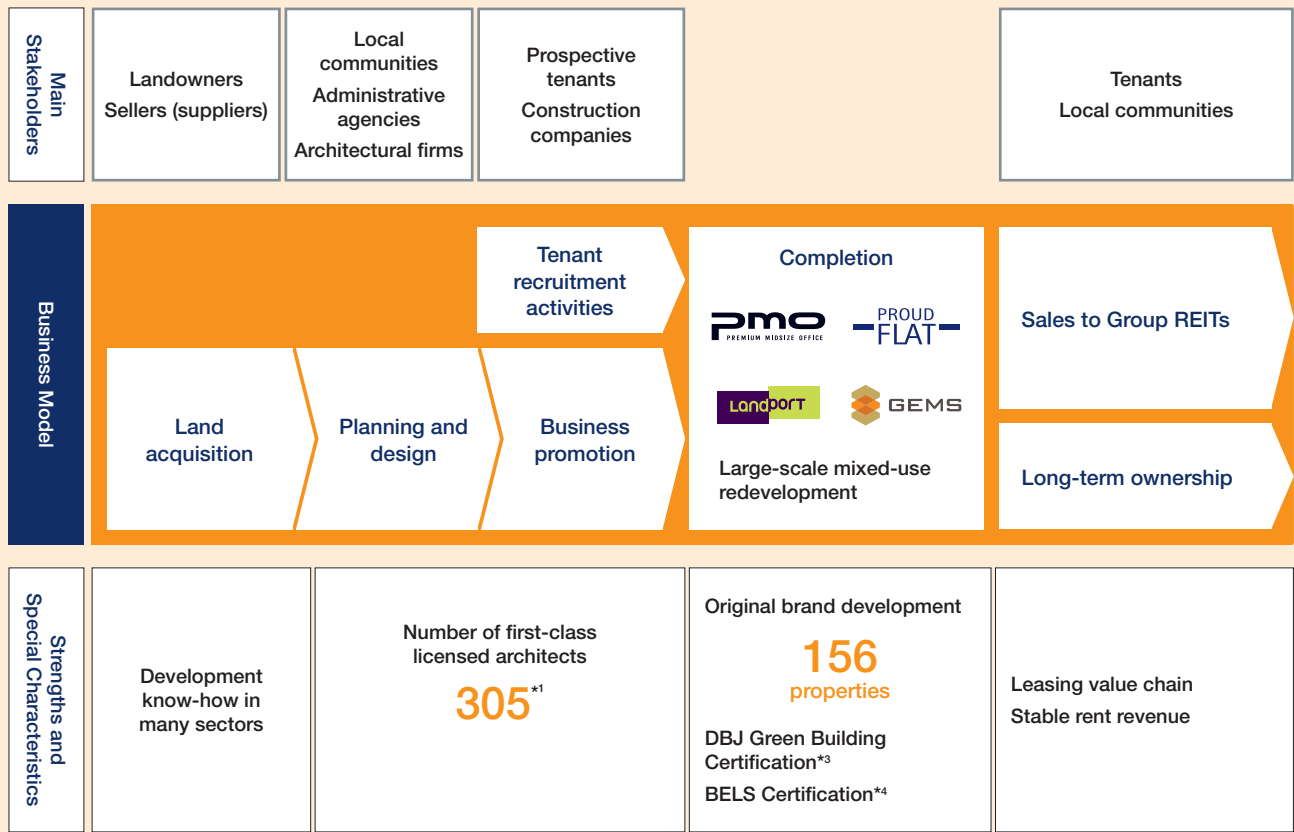 Main
Stakeholders
Landowners
Sellers (suppliers)
Local
communities
Administrative
agencies
Architectural firms
Prospective
tenants
Construction
companies
Tenants
Local communities
Business Model
Land
acquisition
Planning and
design
Tenant
recruitment
activities
Business
promotion
Completion
pmo
PREMIUM MIDSIZE OFFICE
PROUD
FLAT
Landport
GEMS
Large-scale mixed-use
redevelopment
Sales to Group REITs
Long-term ownership
Strengths and
Special Characteristics
Development
know-how in
many sectors
Number of first-class
licensed architects
305*1
Original brand development
156
properties
DBJ Green Building
Certification*3
BELS Certification*4
Leasing value chain
Stable rent revenue